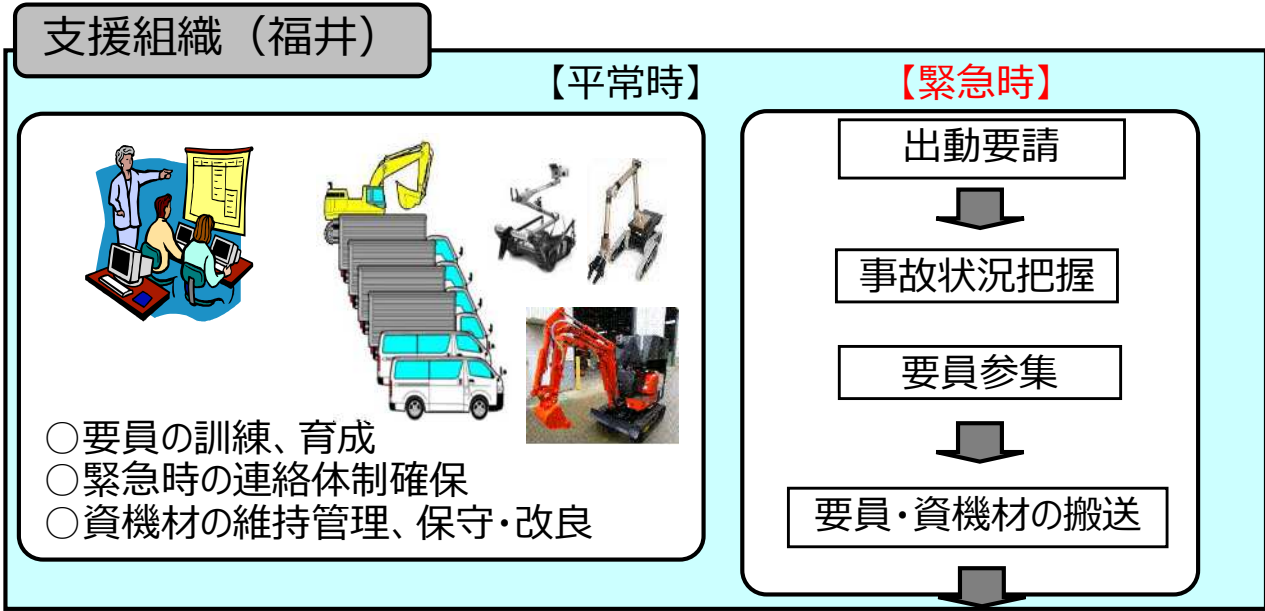 支援組織（福井）
【平常時】
【緊急時】
○要員の訓練、育成
○緊急時の連絡体制確保
○資機材の維持管理、保守・改良
出動要請
事故状況把握
要員参集
要員・資機材の搬送